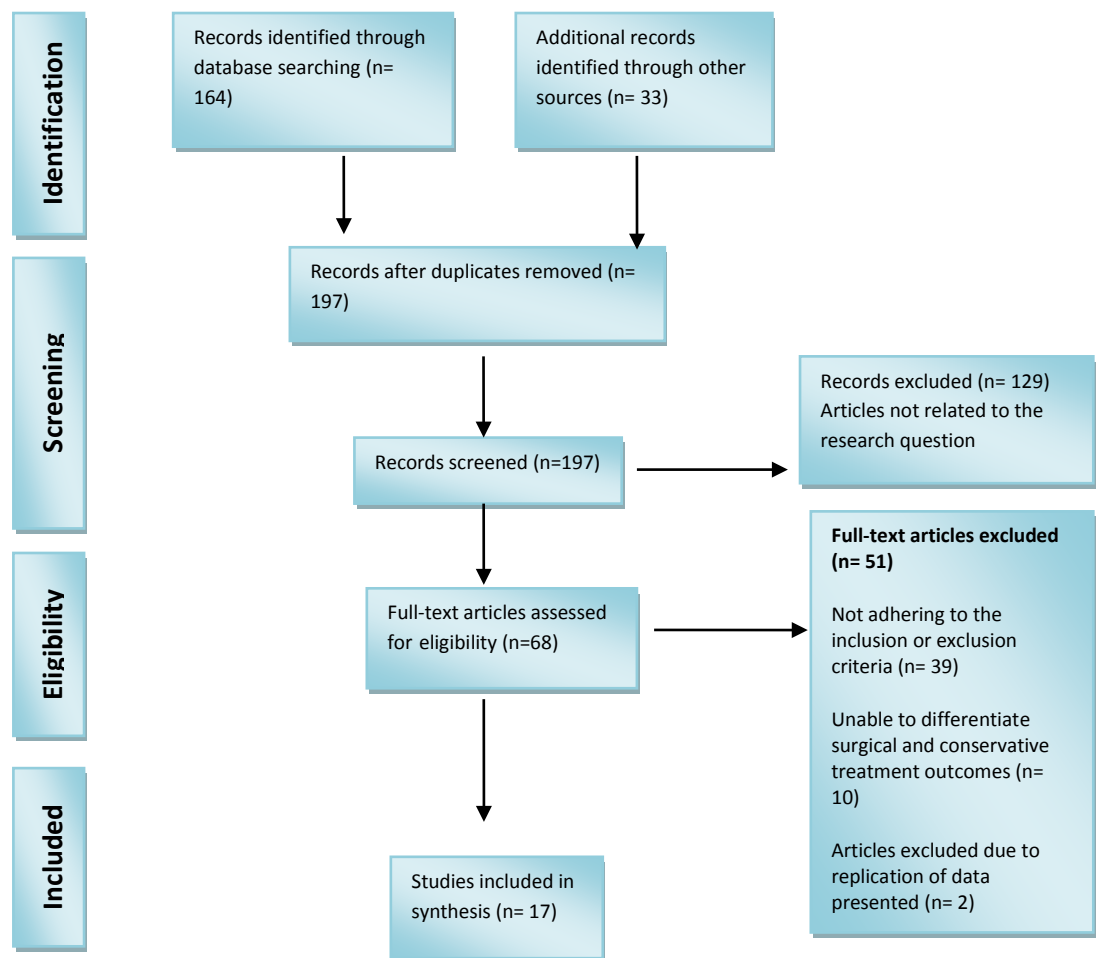 Identification
Records identified through
database searching (n=
164)
Additional records
identified through other
sources (n= 33)
Screening
Records after duplicates removed (n=
197)
Records screened (n=197)
Records excluded (n= 129)
Articles not related to the
research question
Eligibility
Full-text articles assessed
for eligibility (n=68)
Full-text articles excluded
(n= 51)
Not adhering to the
inclusion or exclusion
criteria (n= 39)
Unable to differentiate
surgical and conservative
treatment outcomes (n=
10)
Articles excluded due to
replication of data
presented (n= 2)
Included
Studies included in
synthesis (n= 17)